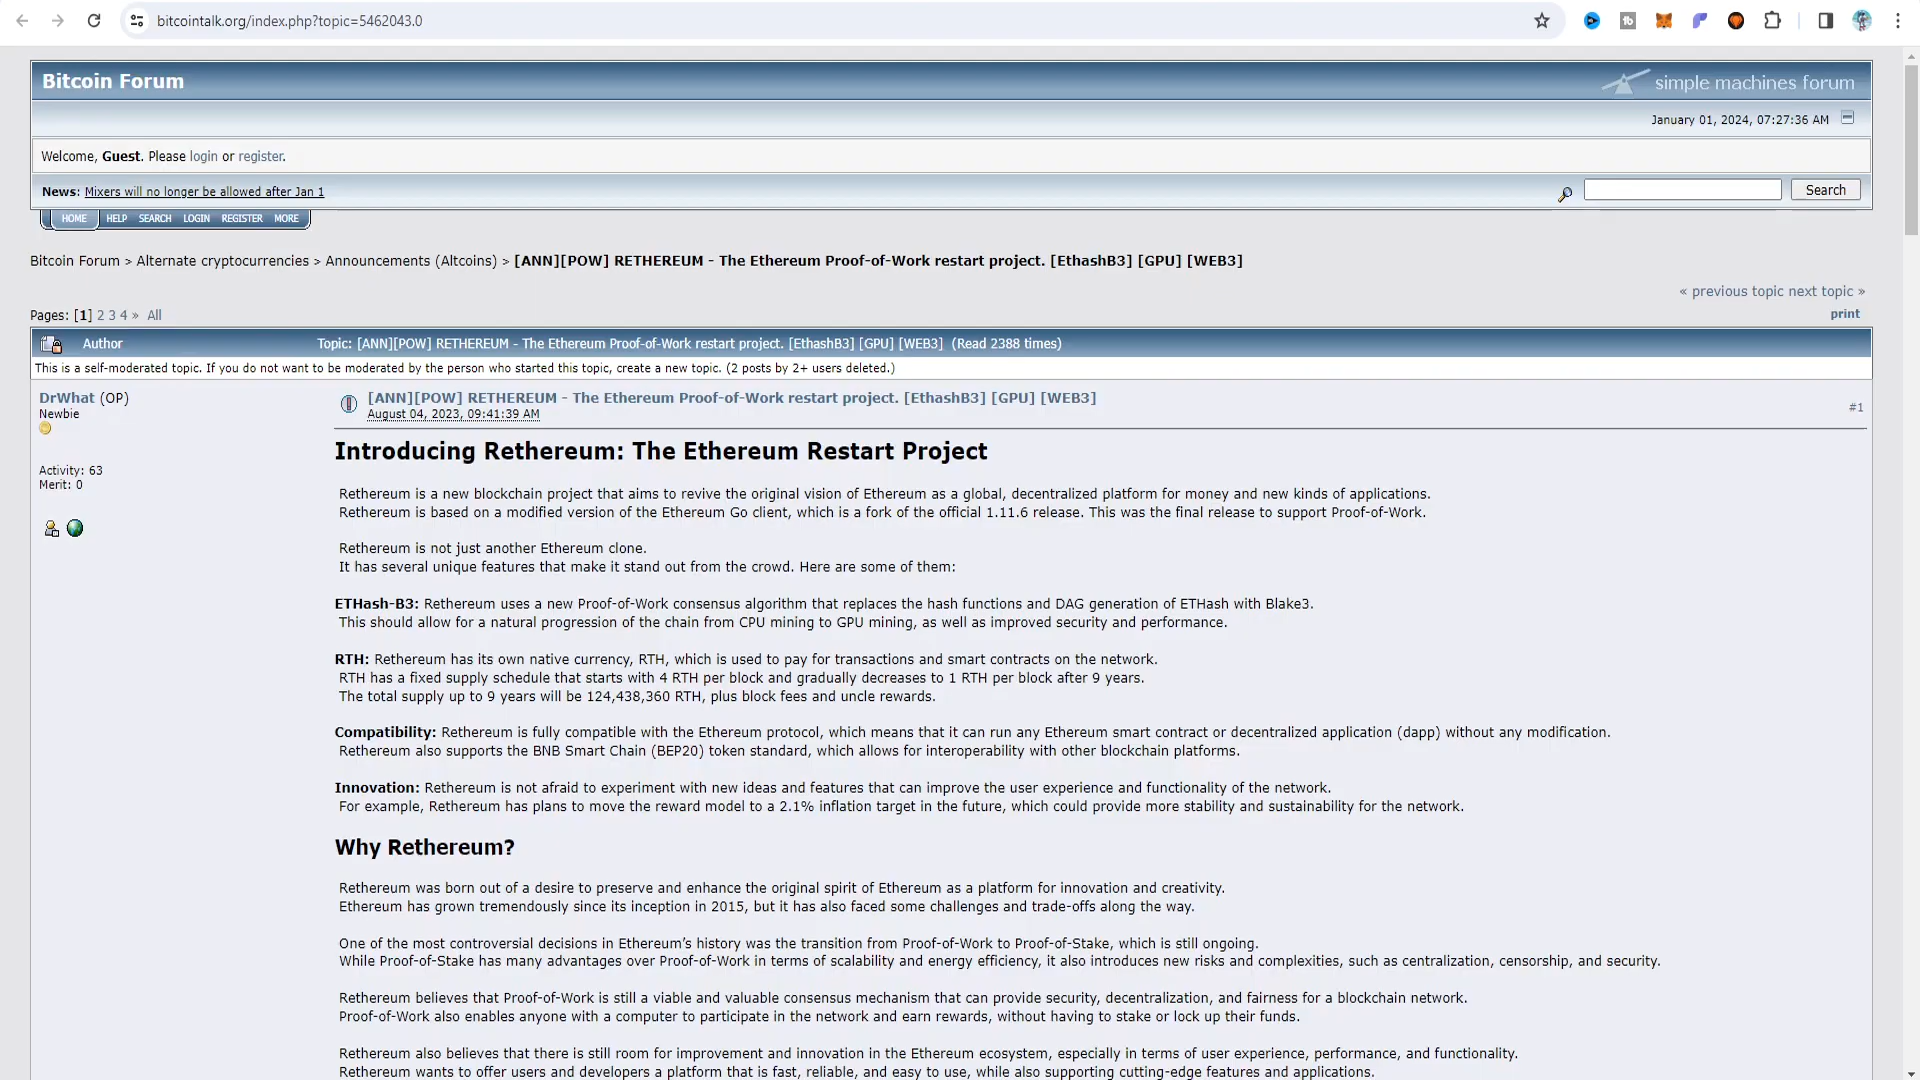 bitcointalk.org/index.php?topic=5462043.0
Bitcoin Forum
simple machines forum
January 01, 2024, 07:27:36 AM
Welcome, Guest. Please login or register.
News: Mixers will no longer be allowed after Jan 1
Search
HOME HELP SEARCH LOGIN REGISTER MORE
Bitcoin Forum > Alternate cryptocurrencies > Announcements (Altcoins) > [ANN][POW] RETHEREUM - The Ethereum Proof-of-Work restart project. [EthashB3] [GPU] [WEB3]
« previous topic next topic »
Pages: [1] 2 3 4 » All
print
Author Topic: [ANN][POW] RETHEREUM - The Ethereum Proof-of-Work restart project. [EthashB3] [GPU] [WEB3] (Read 2388 times)
This is a self-moderated topic. If you do not want to be moderated by the person who started this topic, create a new topic. (2 posts by 2+ users deleted.)
DrWhat (OP)
Newbie
Activity: 63
Merit: 0
[ANN][POW] RETHEREUM - The Ethereum Proof-of-Work restart project. [EthashB3] [GPU] [WEB3]
August 04, 2023, 09:41:39 AM
#1
Introducing Rethereum: The Ethereum Restart Project
Rethereum is a new blockchain project that aims to revive the original vision of Ethereum as a global, decentralized platform for money and new kinds of applications.
Rethereum is based on a modified version of the Ethereum Go client, which is a fork of the official 1.11.6 release. This was the final release to support Proof-of-Work.
Rethereum is not just another Ethereum clone.
It has several unique features that make it stand out from the crowd. Here are some of them:
ETHash-B3: Rethereum uses a new Proof-of-Work consensus algorithm that replaces the hash functions and DAG generation of ETHash with Blake3.
This should allow for a natural progression of the chain from CPU mining to GPU mining, as well as improved security and performance.
RTH: Rethereum has its own native currency, RTH, which is used to pay for transactions and smart contracts on the network.
RTH has a fixed supply schedule that starts with 4 RTH per block and gradually decreases to 1 RTH per block after 9 years.
The total supply up to 9 years will be 124,438,360 RTH, plus block fees and uncle rewards.
Compatibility: Rethereum is fully compatible with the Ethereum protocol, which means that it can run any Ethereum smart contract or decentralized application (dapp) without any modification.
Rethereum also supports the BNB Smart Chain (BEP20) token standard, which allows for interoperability with other blockchain platforms.
Innovation: Rethereum is not afraid to experiment with new ideas and features that can improve the user experience and functionality of the network.
For example, Rethereum has plans to move the reward model to a 2.1% inflation target in the future, which could provide more stability and sustainability for the network.
Why Rethereum?
Rethereum was born out of a desire to preserve and enhance the original spirit of Ethereum as a platform for innovation and creativity.
Ethereum has grown tremendously since its inception in 2015, but it has also faced some challenges and trade-offs along the way.
One of the most controversial decisions in Ethereum’s history was the transition from Proof-of-Work to Proof-of-Stake, which is still ongoing.
While Proof-of-Stake has many advantages over Proof-of-Work in terms of scalability and energy efficiency, it also introduces new risks and complexities, such as centralization, censorship, and security.
Rethereum believes that Proof-of-Work is still a viable and valuable consensus mechanism that can provide security, decentralization, and fairness for a blockchain network.
Proof-of-Work also enables anyone with a computer to participate in the network and earn rewards, without having to stake or lock up their funds.
Rethereum also believes that there is still room for improvement and innovation in the Ethereum ecosystem, especially in terms of user experience, performance, and functionality.
Rethereum wants to offer users and developers a platform that is fast, reliable, and easy to use, while also supporting cutting-edge features and applications.